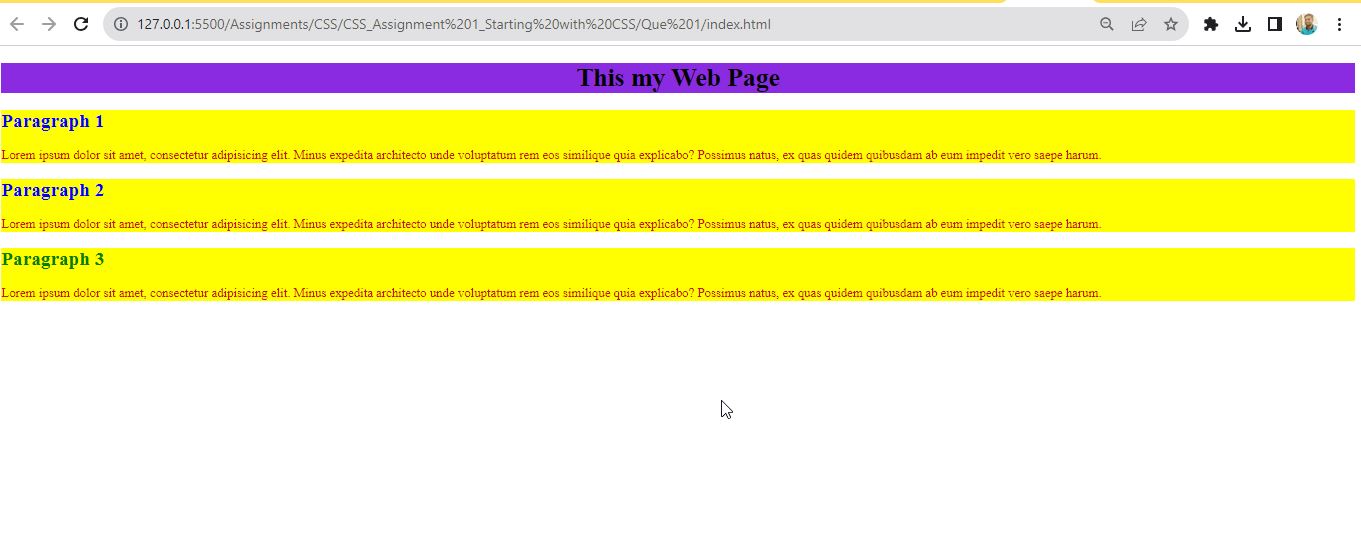 127.0.0.1:5500/Assignments/CSS/CSS_Assignment%201_Starting%20with%20CSS/Que%201/index.html
This my Web Page
Paragraph 1
Lorem ipsum dolor sit amet, consectetur adipisicing elit. Minus expedita architecto unde voluptatum rem eos similique quia explicabo? Possimus natus, ex quas quidem quibusdam ab eum impedit vero saepe harum.
Paragraph 2
Lorem ipsum dolor sit amet, consectetur adipisicing elit. Minus expedita architecto unde voluptatum rem eos similique quia explicabo? Possimus natus, ex quas quidem quibusdam ab eum impedit vero saepe harum.
Paragraph 3
Lorem ipsum dolor sit amet, consectetur adipisicing elit. Minus expedita architecto unde voluptatum rem eos similique quia explicabo? Possimus natus, ex quas quidem quibusdam ab eum impedit vero saepe harum.